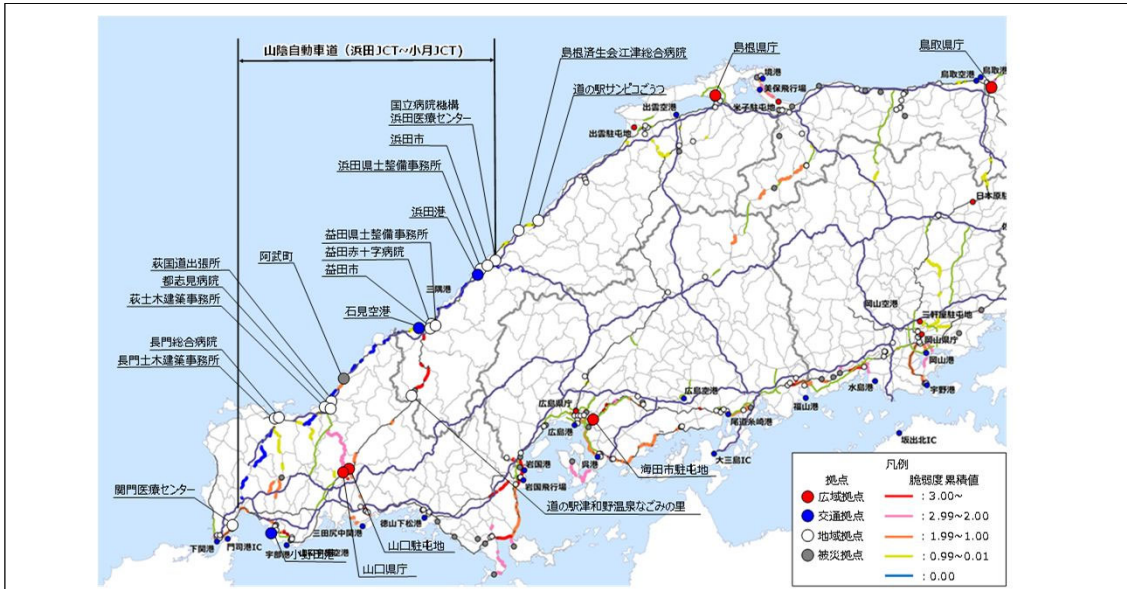 山陰自動車道（浜田JCT~小月JCT）
島根済生会江津総合病院
島根県庁
鳥取県庁
境港
鳥取空港
鳥取港
道の駅サンピコごうつ
美保飛行場
国立病院機構
浜田医療センター
出雲空港
米子駐屯地
浜田市
出雲駐屯地
浜田県土整備事務所
日本原駐
浜田港
益田県土整備事務所
阿武町
益田赤十字病院
萩国道出張所
益田市
三隅港
都志見病院
石見空港
岡山空港
萩土木建築事務所
三軒屋駐屯地
長門総合病院
岡山県庁
長門土木建築事務所
岡山港
広島空港
水島港
宇野港
広島県庁
福山港
広島港
尾道糸崎港
坂出北IC
岩国港
呉港
大三島IC
海田市駐屯地
岩国飛行場
関門医療センター
道の駅津和野温泉なごみの里
徳山下松港
三田尻中関港
下関港
門司港IC
宇部港
小野田港
山口駐屯地
山口県庁
凡例
拠点
脆弱度累積値
：広域拠点
：3.00~
：交通拠点
：2.99~2.00
：地域拠点
：1.99~1.00
：被災拠点
：0.99~0.01
：0.00